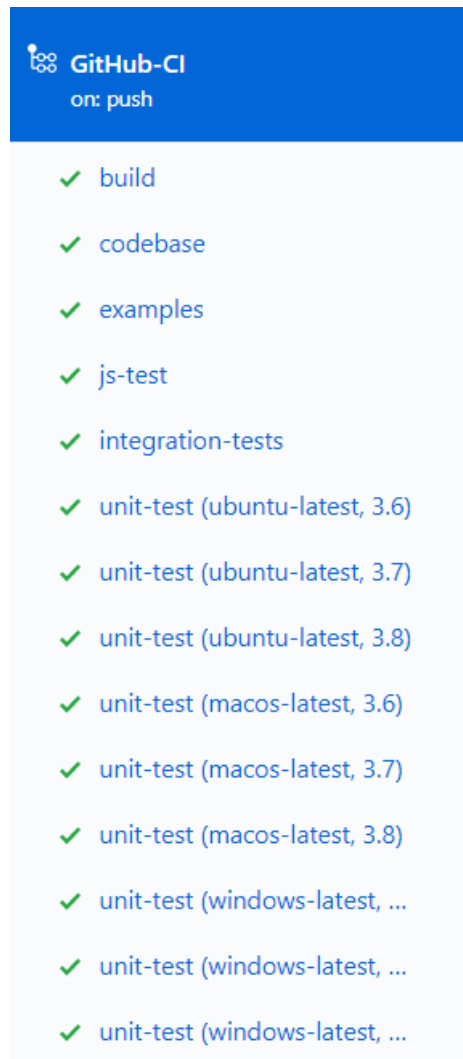 GitHub-CI
on: push
build
codebase
examples
js-test
integration-tests
unit-test (ubuntu-latest, 3.6)
unit-test (ubuntu-latest, 3.7)
unit-test (ubuntu-latest, 3.8)
unit-test (macos-latest, 3.6)
unit-test (macos-latest, 3.7)
unit-test (macos-latest, 3.8)
unit-test (windows-latest, ...
unit-test (windows-latest, ...
unit-test (windows-latest, ...